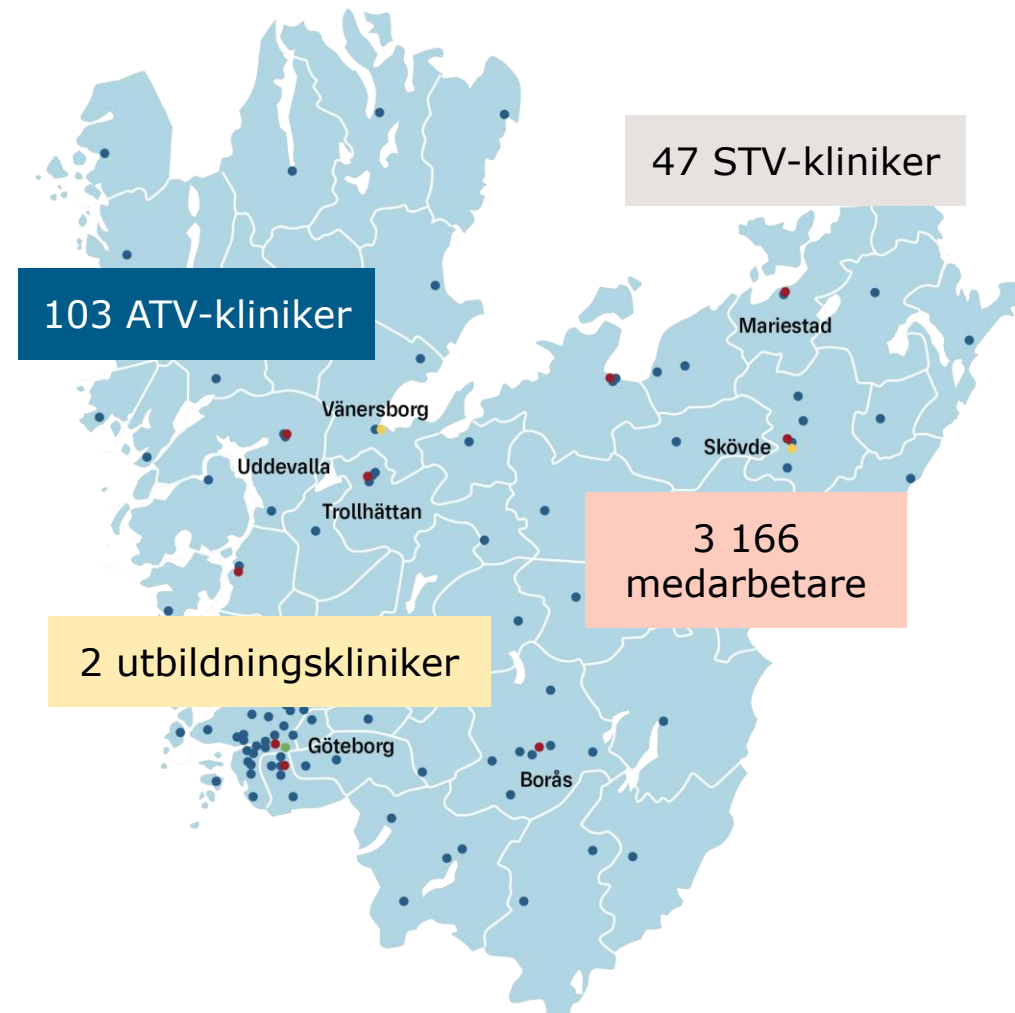 47 STV-kliniker
103 ATV-kliniker
Mariestad
Vänersborg
Skövde
Uddevalla
Trollhättan
3 166
medarbetare
2 utbildningskliniker
Göteborg
Borås